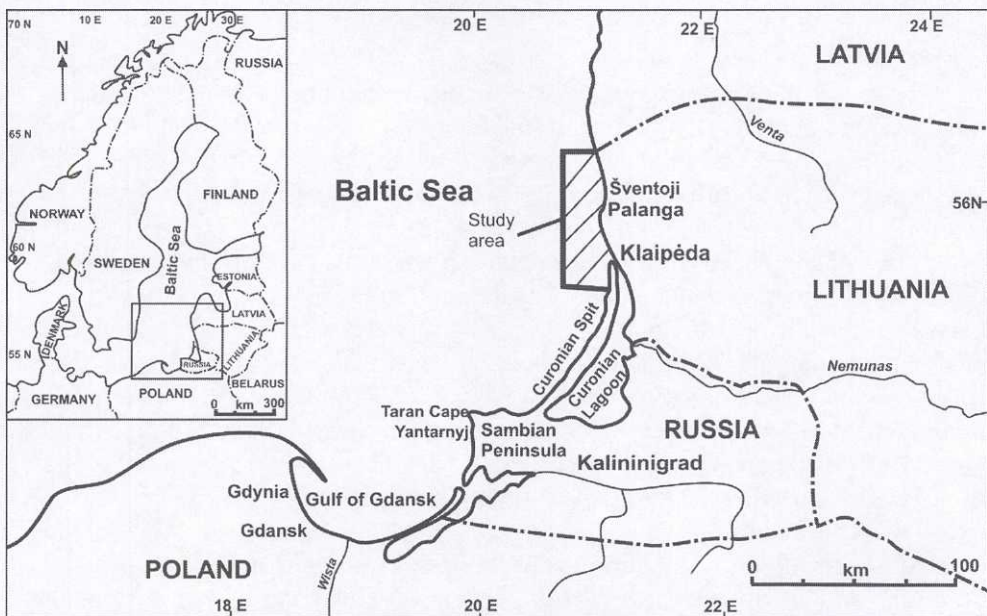 70 N
10 E
20 E
30 E
N
RUSSIA
65 N
FINLAND
NORWAY
60 N
SWEDEN
Baltic Sea
ESTONIA
LATVIA
DENMARK
LITHUANIA
55 N
RUSSIA
BELARUS
POLAND
GERMANY
0 km 300
20 E
22 E
24 E
LATVIA
Venta
Baltic Sea
Šventoji
Palanga
56N
Study
area
Klaipėda
LITHUANIA
Curonian Spit
Curonian
Lagoon
Nemunas
Taran Cape
Yantarnyj
Sambian
Peninsula
RUSSIA
Kalininigrad
Gdynia
Gulf of Gdansk
Gdansk
POLAND
Wista
0
100
km
18 E
20 E
22 E